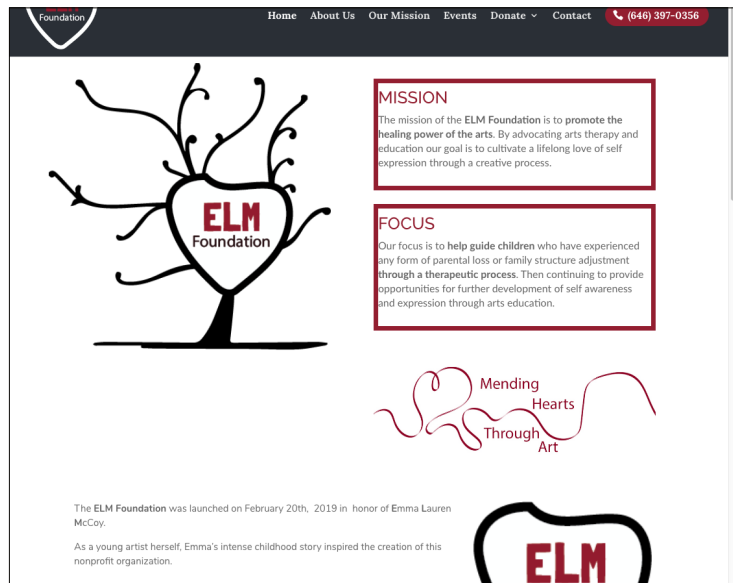 Foundation
Home About Us Our Mission Events Donate Contact (646) 397-0356
ELM
Foundation
MISSION
The mission of the ELM Foundation is to promote the
healing power of the arts. By advocating arts therapy and
education our goal is to cultivate a lifelong love of self
expression through a creative process.
FOCUS
Our focus is to help guide children who have experienced
any form of parental loss or family structure adjustment
through a therapeutic process. Then continuing to provide
opportunities for further development of self awareness
and expression through arts education.
Mending
Hearts
Through
Art
The ELM Foundation was launched on February 20th, 2019 in honor of Emma Lauren
McCoy.
As a young artist herself, Emma's intense childhood story inspired the creation of this
nonprofit organization.
ELM